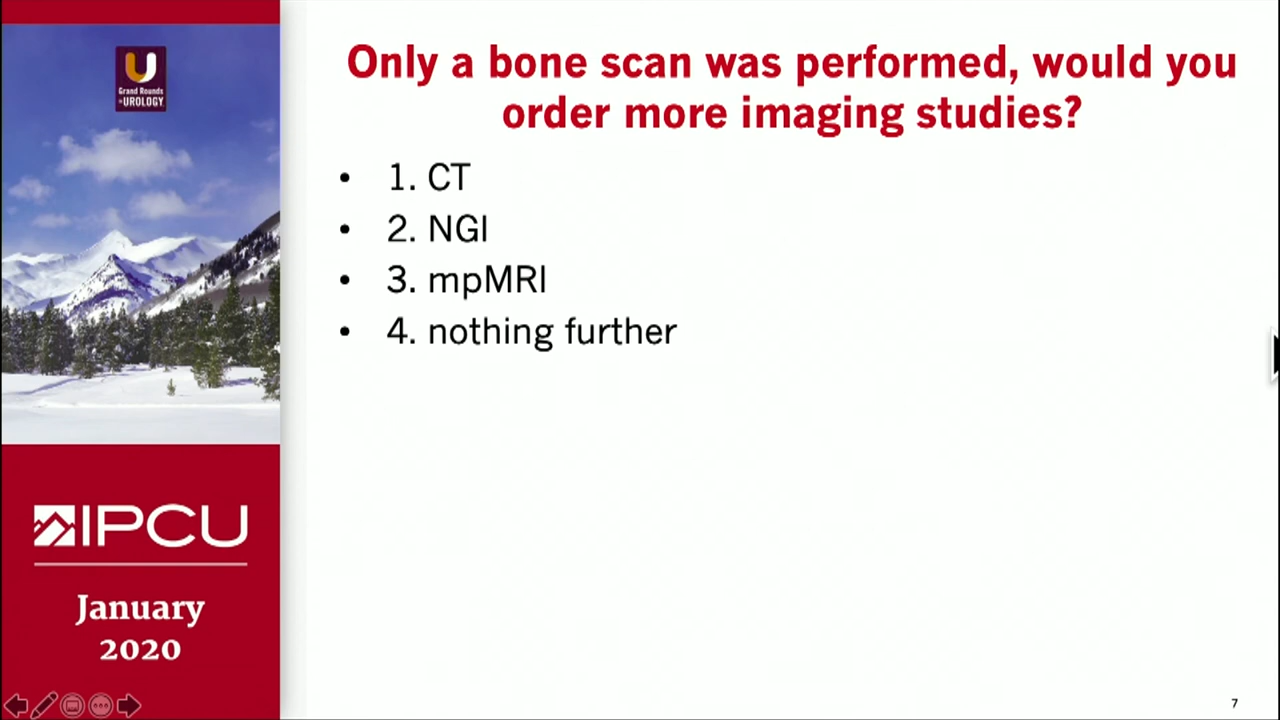 U
Grand Rounds
in UROLOGY
Only a bone scan was performed, would you
order more imaging studies?
• 1. CT
• 2. NGI
• 3. mpMRI
• 4. nothing further
IPCU
January
2020
7